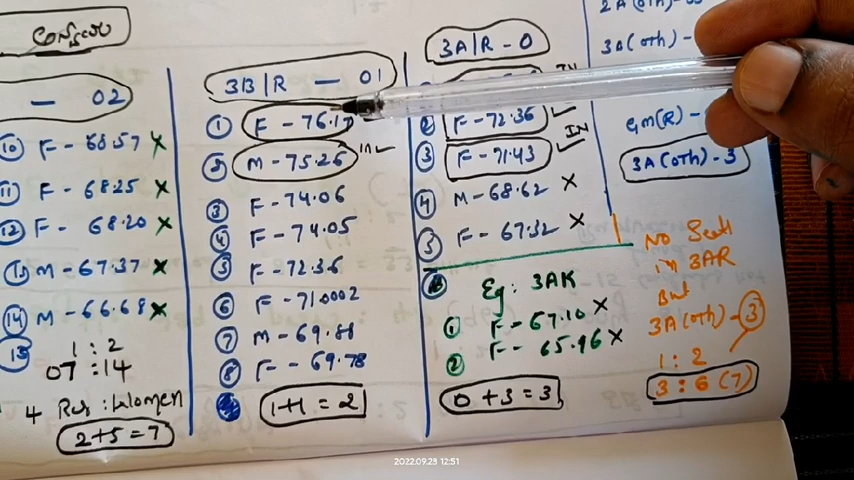 — 02
10 F - 68.57 x
11 F - 68.25 x
12 F - 68.20 x
13 M - 67.37 x
14 M - 66.68 x
15
1 : 2
07 : 14
4 Res : Women
2+5=7
3B|R — 01
1 F - 76.17
2 M - 75.26 in ✓
3 F - 74.06
4 F - 74.05
5 F - 72.36
6 F - 71.0002
7 M - 69.88
8 F - 69.78
1+1 = 2
3A|R - 0
IN
2 F - 72.36 ✓
IN
3 F - 71.43 ✓
4 M - 68.62 x
5 F - 67.32 x
Eg: 3AK
1 F - 67.10 x
2 F - 65.96 x
0 + 3 = 3
3A(oth) -
GM(R) -
3A(oth) - 3
No Seat
in 3AR
But
3A(oth) - 3
1 : 2
3 : 6 (7)
2022.09.23 12:51